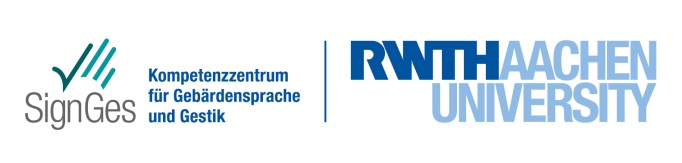 SignGes
Kompetenzzentrum
für Gebärdensprache
und Gestik
RWTHAACHEN
UNIVERSITY